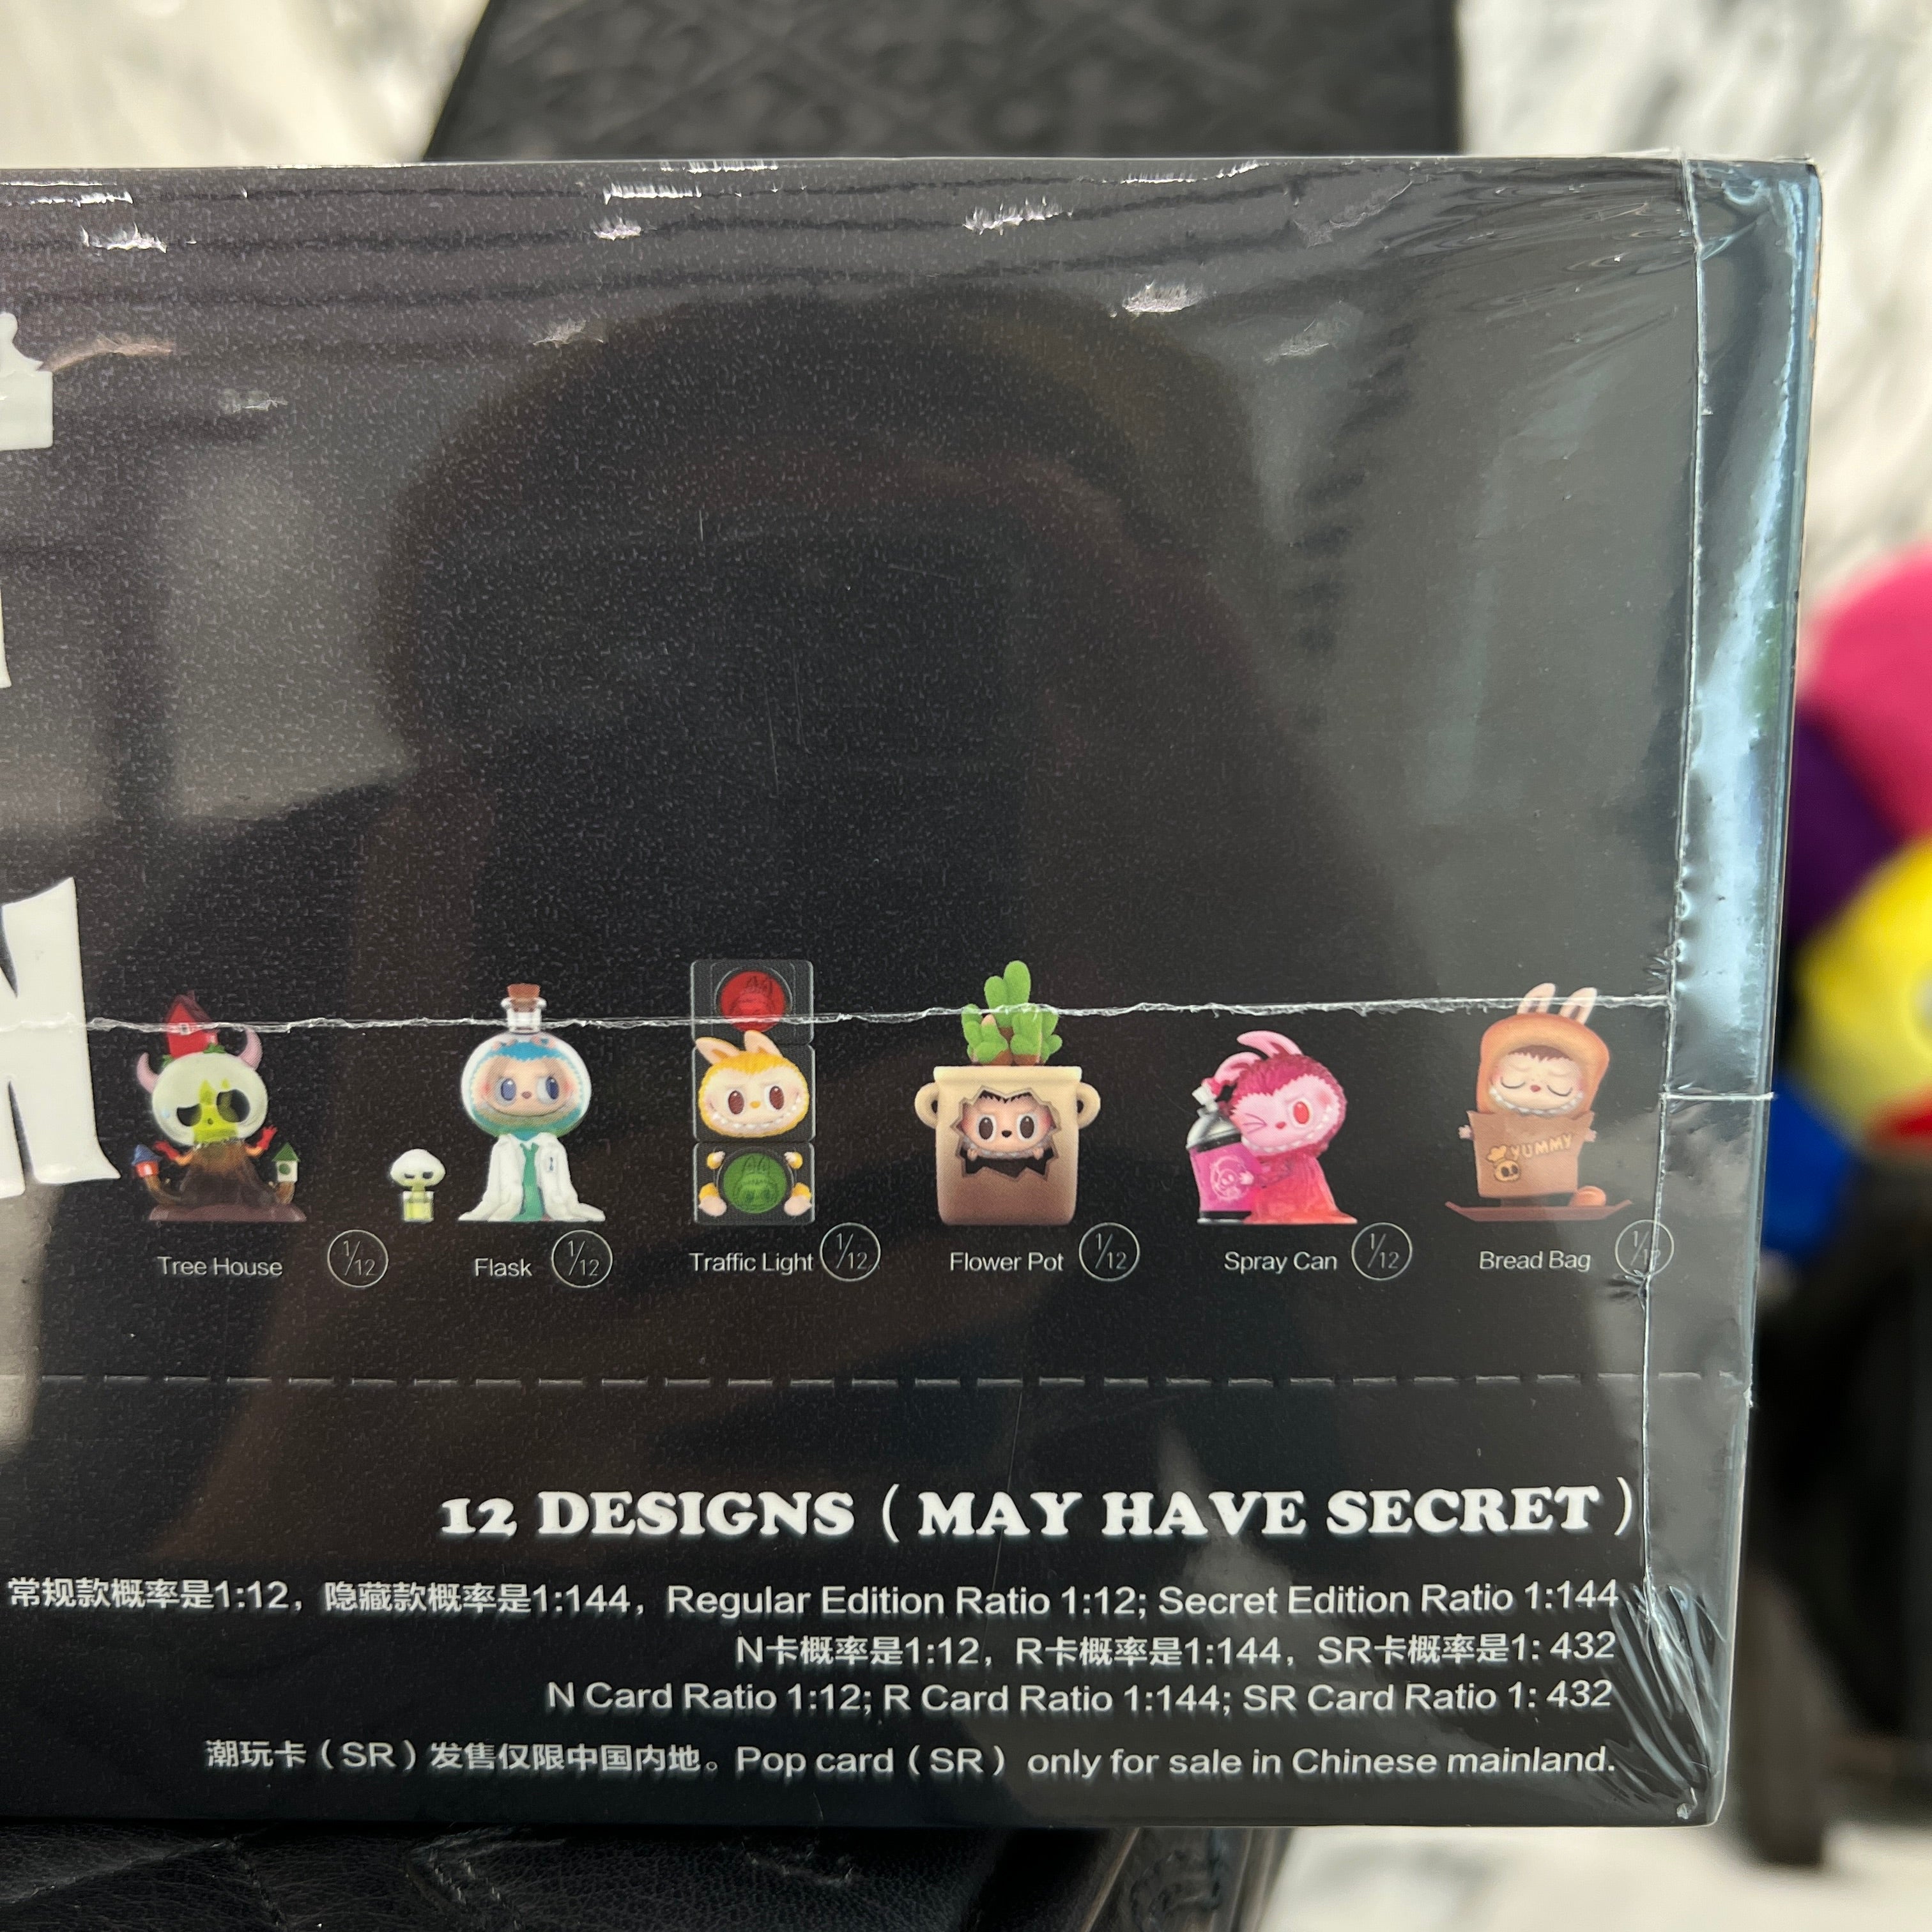 YUMMY
Tree House 1/12 Flask 1/12 Traffic Light 1/12 Flower Pot 1/12 Spray Can 1/12 Bread Bag 1/12
12 DESIGNS ( MAY HAVE SECRET )
常规款概率是1:12，隐藏款概率是1:144，Regular Edition Ratio 1:12; Secret Edition Ratio 1:144
N卡概率是1:12，R卡概率是1:144，SR卡概率是1: 432
N Card Ratio 1:12; R Card Ratio 1:144; SR Card Ratio 1: 432
潮玩卡（SR）发售仅限中国内地。Pop card（SR） only for sale in Chinese mainland.